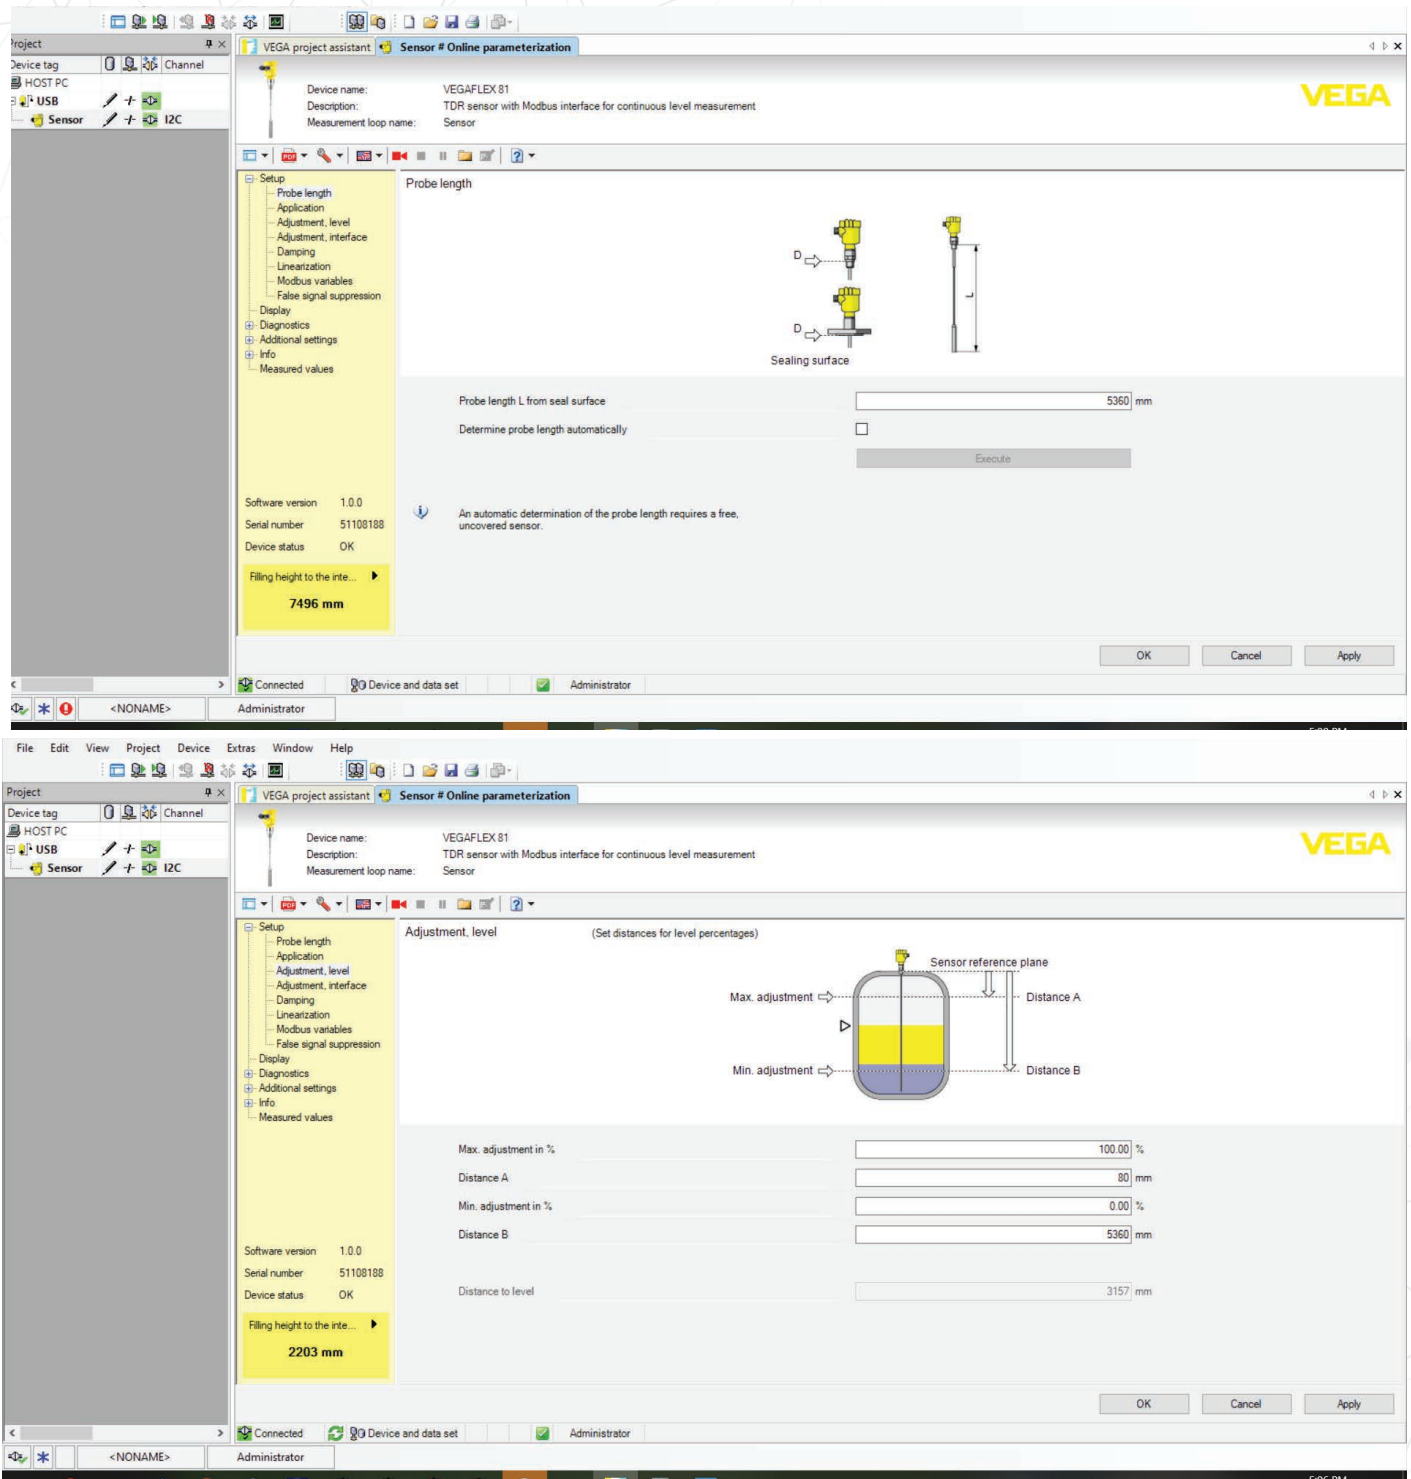 Project
VEGA project assistant
Sensor # Online parameterization
Device tag
Channel
HOST PC
USB
Sensor
I2C
Device name: VEGAFLEX 81
Description: TDR sensor with Modbus interface for continuous level measurement
Measurement loop name: Sensor
VEGA
PDF
Setup
Probe length
Application
Adjustment, level
Adjustment, interface
Damping
Linearization
Modbus variables
False signal suppression
Display
Diagnostics
Additional settings
Info
Measured values
Software version 1.0.0
Serial number 51108188
Device status OK
Filling height to the inte...
7496 mm
Probe length
D
D
L
Sealing surface
Probe length L from seal surface 5360 mm
Determine probe length automatically
Execute
An automatic determination of the probe length requires a free,
uncovered sensor.
OK Cancel Apply
Connected Device and data set Administrator
<NONAME> Administrator
File Edit View Project Device Extras Window Help
Project
VEGA project assistant
Sensor # Online parameterization
Device tag
Channel
HOST PC
USB
Sensor
I2C
Device name: VEGAFLEX 81
Description: TDR sensor with Modbus interface for continuous level measurement
Measurement loop name: Sensor
VEGA
PDF
Setup
Probe length
Application
Adjustment, level
Adjustment, interface
Damping
Linearization
Modbus variables
False signal suppression
Display
Diagnostics
Additional settings
Info
Measured values
Software version 1.0.0
Serial number 51108188
Device status OK
Filling height to the inte...
2203 mm
Adjustment, level (Set distances for level percentages)
Sensor reference plane
Max. adjustment
Distance A
Min. adjustment
Distance B
Max. adjustment in % 100.00 %
Distance A 80 mm
Min. adjustment in % 0.00 %
Distance B 5360 mm
Distance to level 3157 mm
OK Cancel Apply
Connected Device and data set Administrator
<NONAME> Administrator